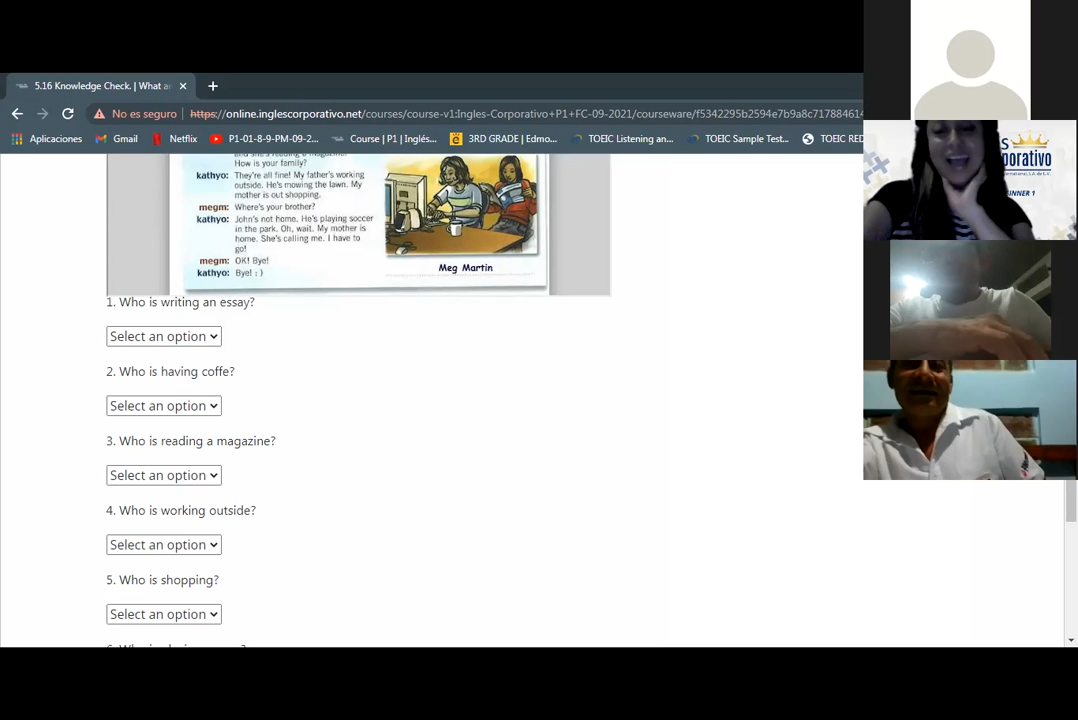 5.16 Knowledge Check. | What a
No es seguro | https://online.inglescorporativo.net/courses/course-v1:Ingles-Corporativo+P1+FC-09-2021/courseware/f5342295b2594e7b9a8c717884614
Aplicaciones Gmail Netflix P1-01-8-9-PM-09-2... Course | P1 | Inglés... 3RD GRADE | Edmo... TOEIC Listening an... TOEIC Sample Test... TOEIC RED
and she's reading a magazine.
How is your family?
kathyo: They're all fine! My father's working
outside. He's mowing the lawn. My
mother is out shopping.
megm: Where's your brother?
kathyo: John's not home. He's playing soccer
in the park. Oh, wait. My mother is
home. She's calling me. I have to
go!
megm: OK! Bye!
kathyo: Bye! : )
Meg Martin
1. Who is writing an essay?
Select an option
2. Who is having coffe?
Select an option
3. Who is reading a magazine?
Select an option
4. Who is working outside?
Select an option
5. Who is shopping?
Select an option